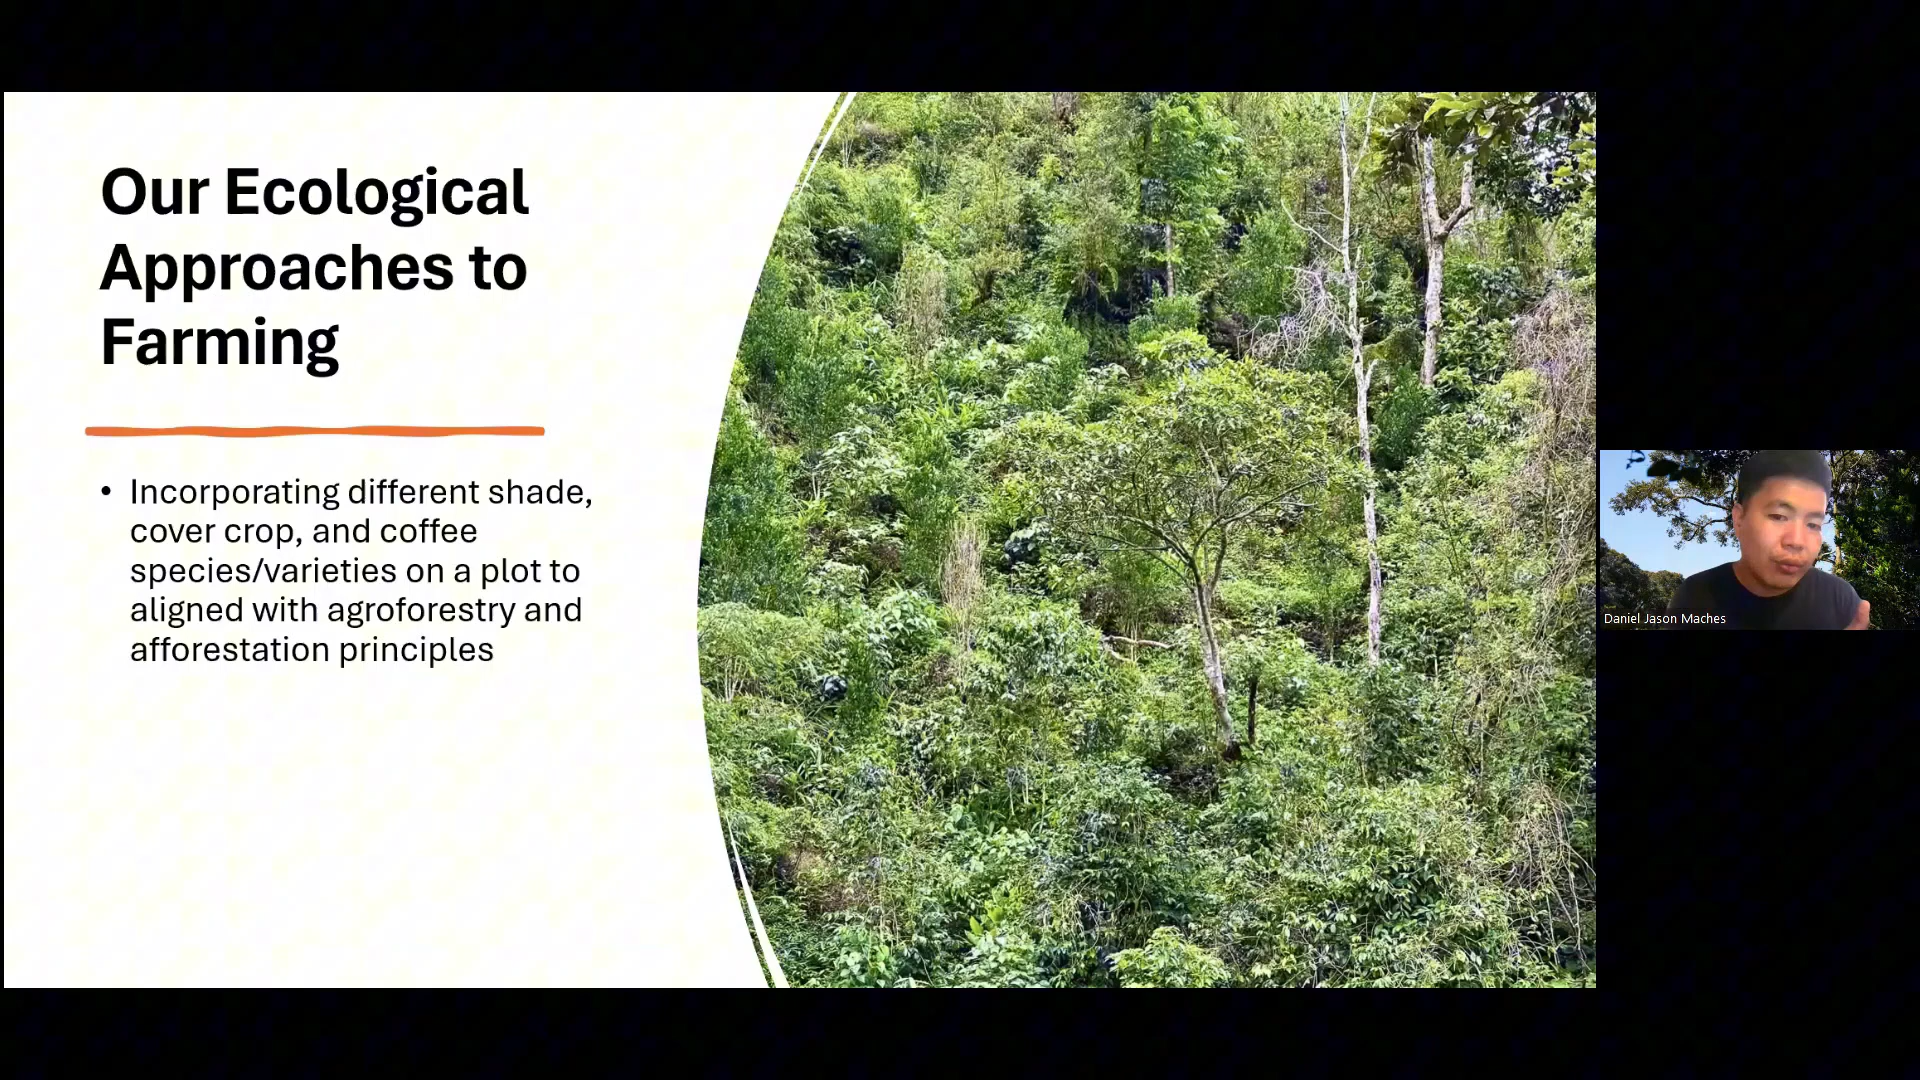 Our Ecological
Approaches to
Farming
• Incorporating different shade,
cover crop, and coffee
species/varieties on a plot to
aligned with agroforestry and
afforestation principles
Daniel Jason Maches